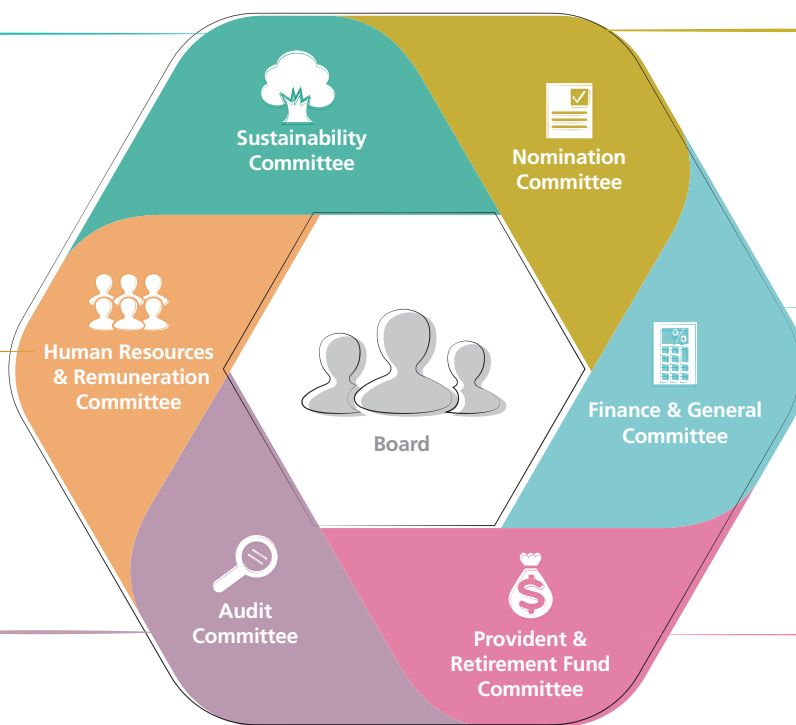 Sustainability
Committee
Nomination
Committee
%
Human Resources
& Remuneration
Committee
Finance & General
Committee
Board
Audit
Committee
$
Provident &
Retirement Fund
Committee